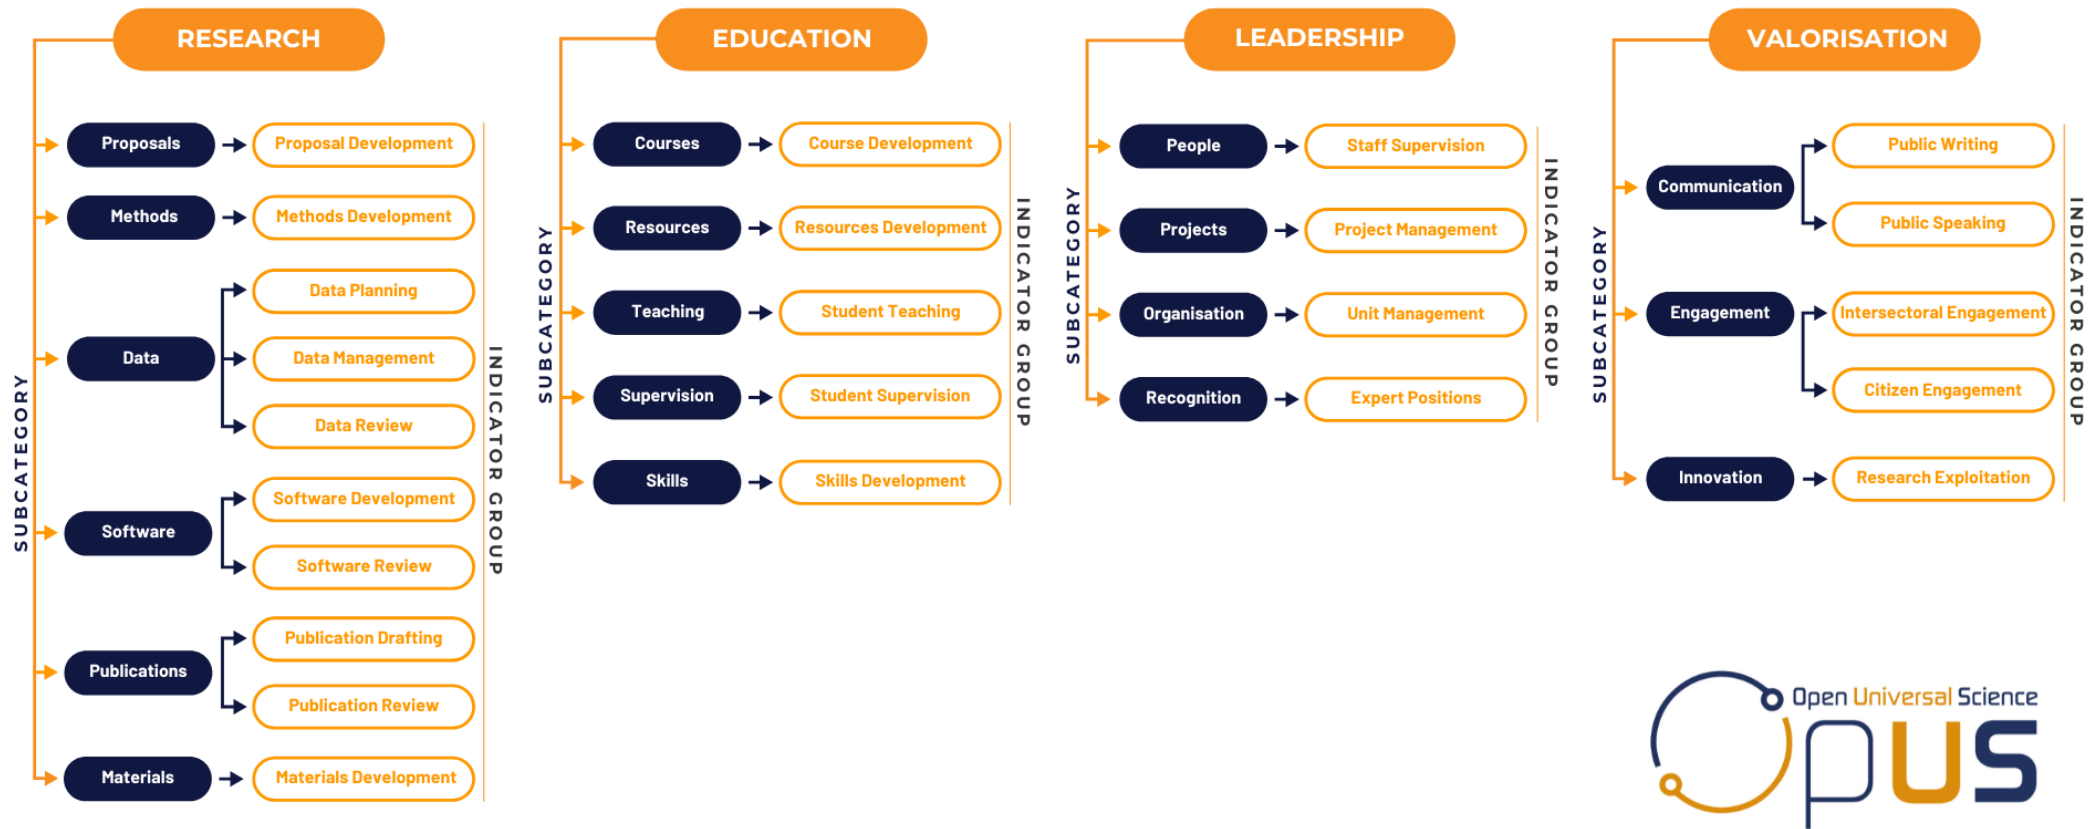 RESEARCH
SUBCATEGORY
Proposals
Proposal Development
Methods
Methods Development
Data
Data Planning
Data Management
Data Review
Software
Software Development
Software Review
Publications
Publication Drafting
Publication Review
Materials
Materials Development
INDICATOR GROUP
EDUCATION
SUBCATEGORY
Courses
Course Development
Resources
Resources Development
Teaching
Student Teaching
Supervision
Student Supervision
Skills
Skills Development
INDICATOR GROUP
LEADERSHIP
SUBCATEGORY
People
Staff Supervision
Projects
Project Management
Organisation
Unit Management
Recognition
Expert Positions
INDICATOR GROUP
VALORISATION
SUBCATEGORY
Communication
Public Writing
Public Speaking
Engagement
Intersectoral Engagement
Citizen Engagement
Innovation
Research Exploitation
INDICATOR GROUP
Open Universal Science
OpUS